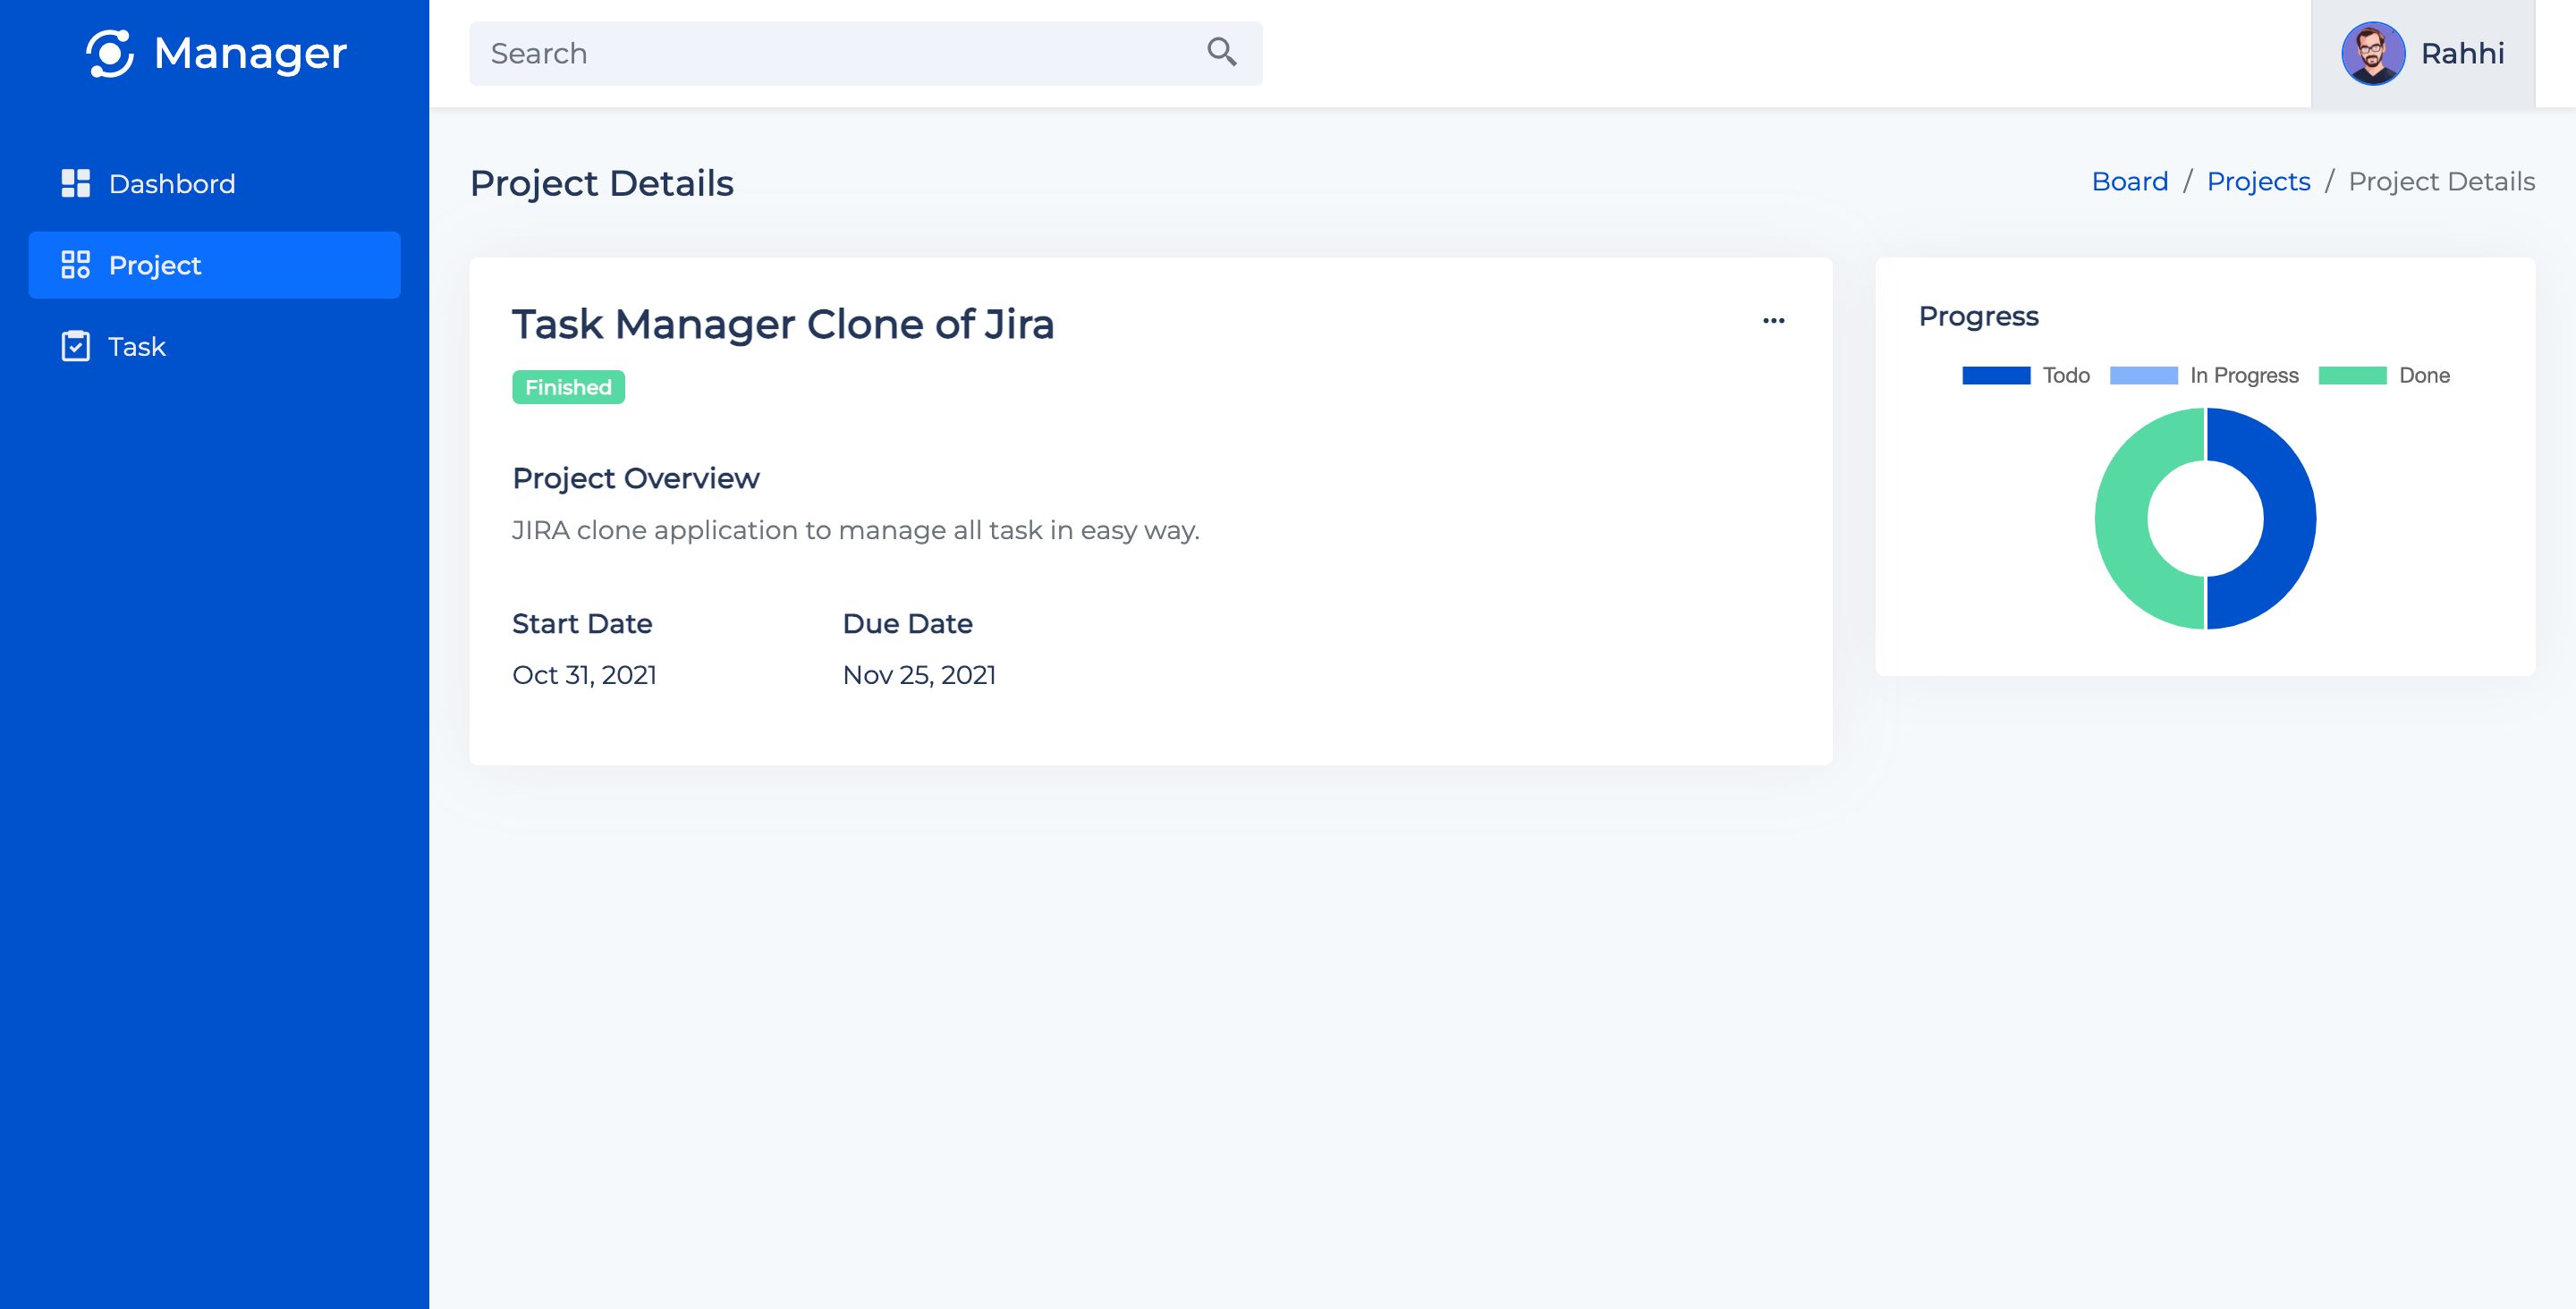 Manager
Search
Rahhi
Dashbord
Project
Task
Project Details
Board / Projects / Project Details
Task Manager Clone of Jira
Finished
Project Overview
JIRA clone application to manage all task in easy way.
Start Date Due Date
Oct 31, 2021 Nov 25, 2021
Progress
Todo In Progress Done